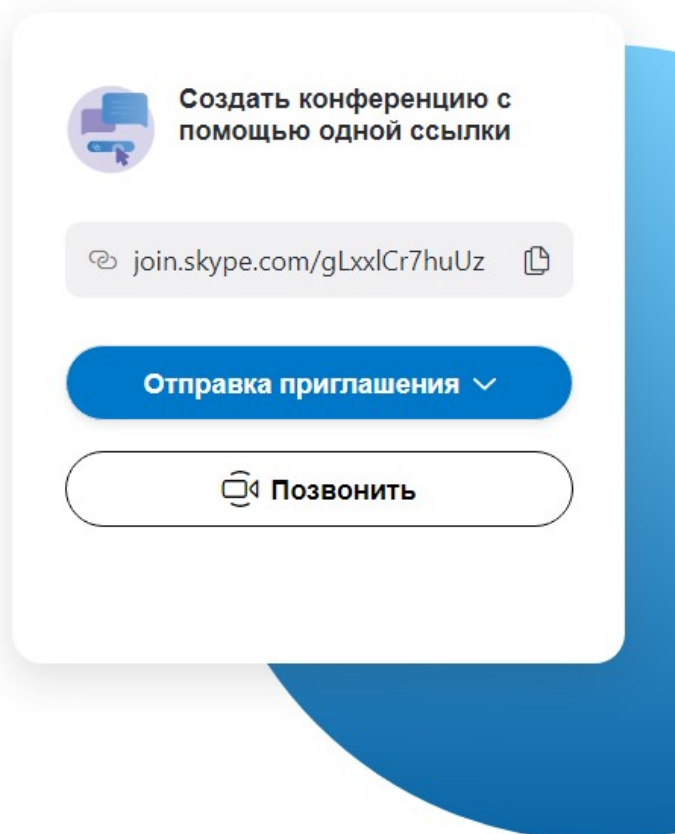 Создать конференцию с
помощью одной ссылки
join.skype.com/gLxxlCr7huUz
Отправка приглашения
Позвонить